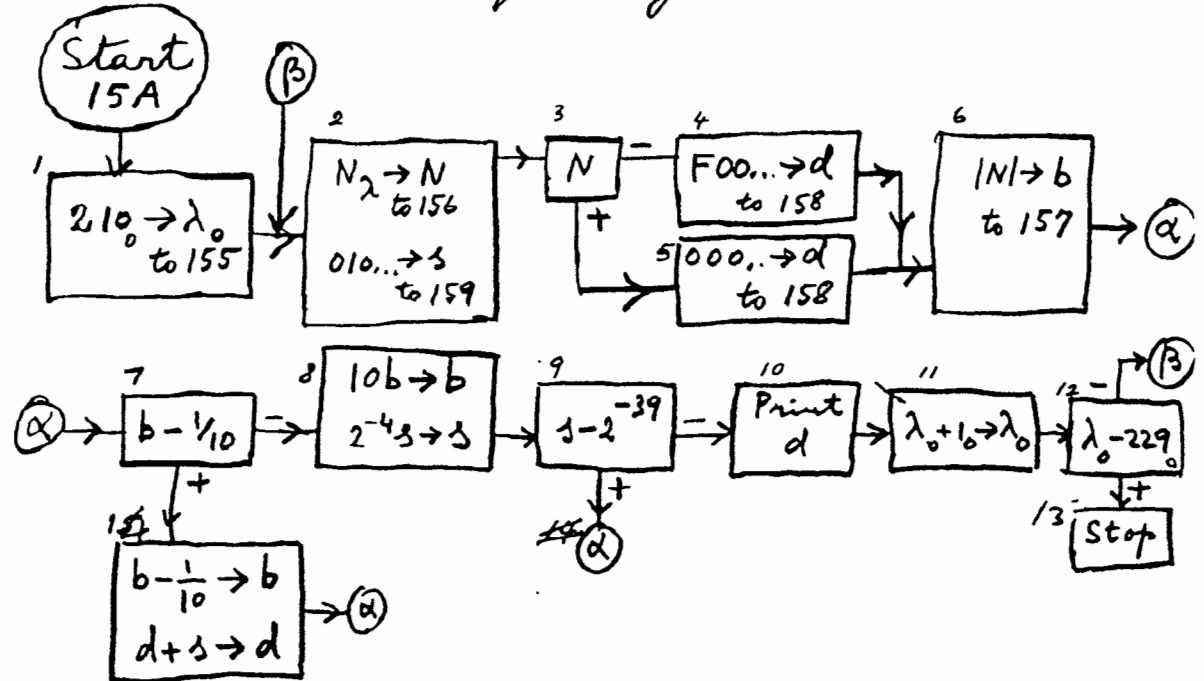 Start
15A
β
1
210₀ → λ₀
to 155
2
N_λ → N
to 156
010... → s
to 159
3
N
−
+
4
F00... → d
to 158
5
000.. → d
to 158
6
|N| → b
to 157
α
α
7
b − 1/10
−
+
8
10b → b
2⁻⁴s → s
9
s − 2⁻³⁹
−
+
α
10
Print
d
11
λ₀ + 1₀ → λ₀
12
λ₀ − 229₀
−
β
+
13
Stop
b − 1/10 → b
d + s → d
α